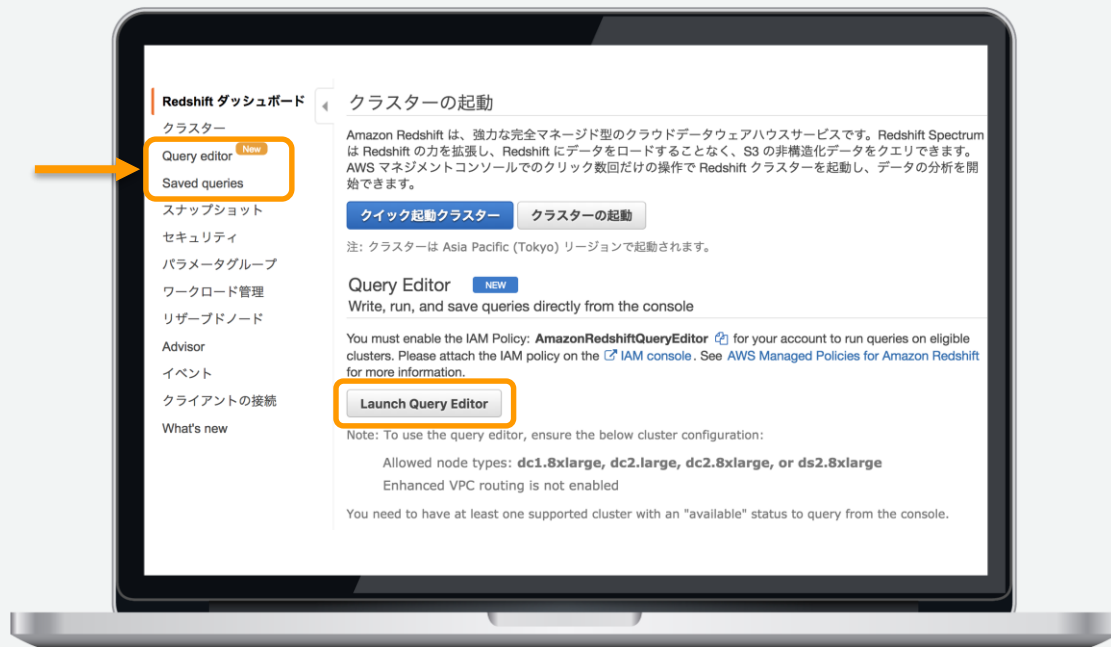 Redshift ダッシュボード
クラスター
Query editor New
Saved queries
スナップショット
セキュリティ
パラメータグループ
ワークロード管理
リザーブドノード
Advisor
イベント
クライアントの接続
What's new
クラスターの起動
Amazon Redshift は、強力な完全マネージド型のクラウドデータウェアハウスサービスです。Redshift Spectrum
は Redshift の力を拡張し、Redshift にデータをロードすることなく、S3 の非構造化データをクエリできます。
AWS マネジメントコンソールでのクリック数回だけの操作で Redshift クラスターを起動し、データの分析を開
始できます。
クイック起動クラスター クラスターの起動
注: クラスターは Asia Pacific (Tokyo) リージョンで起動されます。
Query Editor NEW
Write, run, and save queries directly from the console
You must enable the IAM Policy: AmazonRedshiftQueryEditor for your account to run queries on eligible
clusters. Please attach the IAM policy on the IAM console. See AWS Managed Policies for Amazon Redshift
for more information.
Launch Query Editor
Note: To use the query editor, ensure the below cluster configuration:
Allowed node types: dc1.8xlarge, dc2.large, dc2.8xlarge, or ds2.8xlarge
Enhanced VPC routing is not enabled
You need to have at least one supported cluster with an "available" status to query from the console.